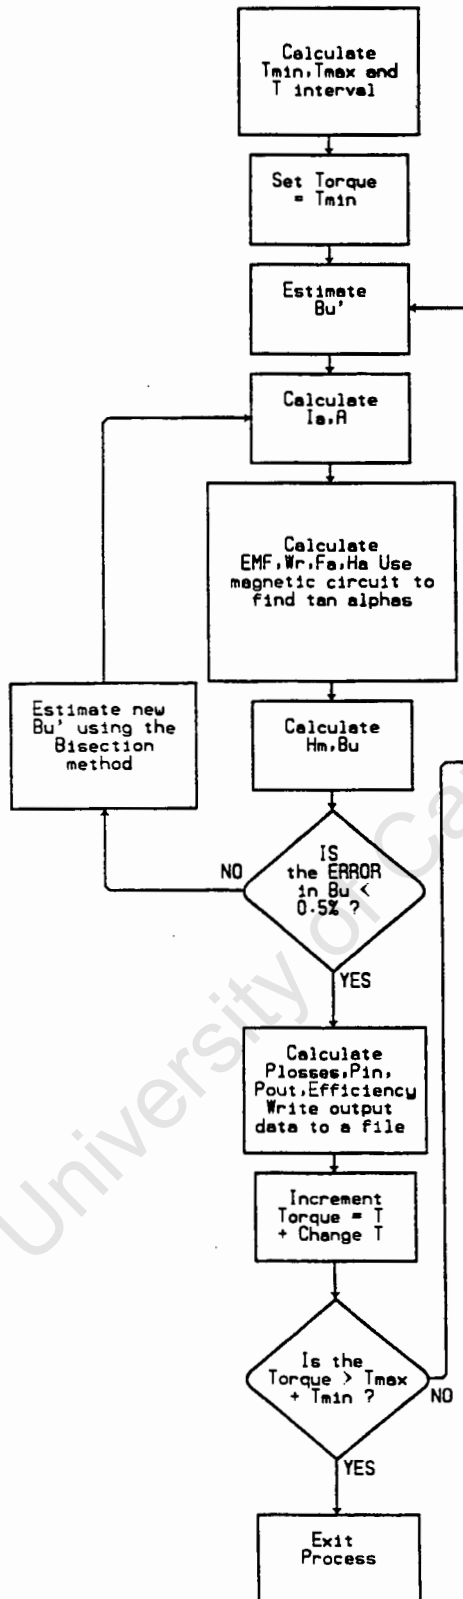 Calculate
Tmin,Tmax and
T interval
Set Torque
= Tmin
Estimate
Bu'
Calculate
Ia,A
Calculate
EMF,Wr,Fa,Ha Use
magnetic circuit to
find tan alphas
Estimate new
Bu' using the
Bisection
method
Calculate
Hm,Bu
IS
the ERROR
in Bu <
0.5% ?
NO
YES
Calculate
Plosses,Pin,
Pout,Efficiency
Write output
data to a file
Increment
Torque = T
+ Change T
Is the
Torque > Tmax
+ Tmin ?
NO
YES
Exit
Process
University of Ca